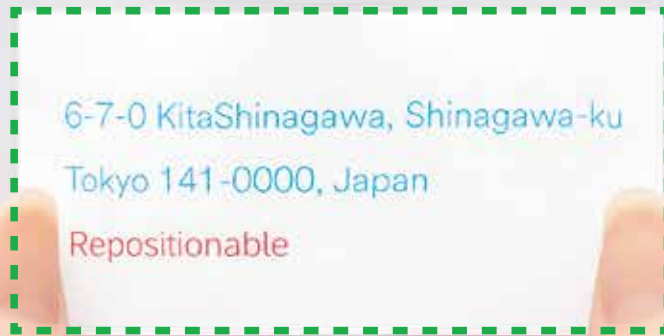 6-7-0 KitaShinagawa, Shinagawa-ku
Tokyo 141-0000, Japan
Repositionable